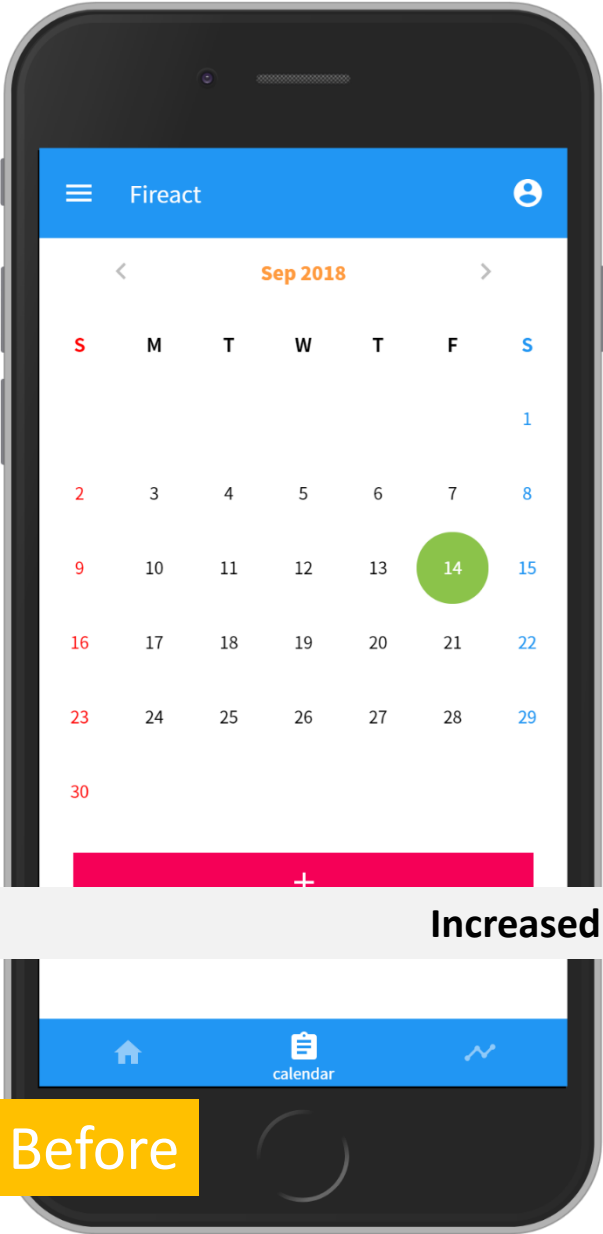 Fireact
Sep 2018
S M T W T F S
1
2 3 4 5 6 7 8
9 10 11 12 13 14 15
16 17 18 19 20 21 22
23 24 25 26 27 28 29
30
+
Increased
calendar
Before